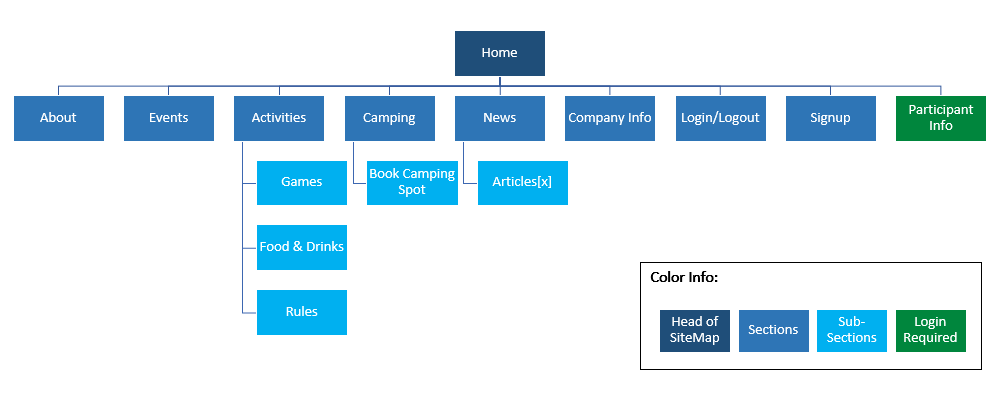 Home
About
Events
Activities
Camping
News
Company Info
Login/Logout
Signup
Participant
Info
Games
Book Camping
Spot
Articles[x]
Food & Drinks
Rules
Color Info:
Head of
SiteMap
Sections
Sub-
Sections
Login
Required